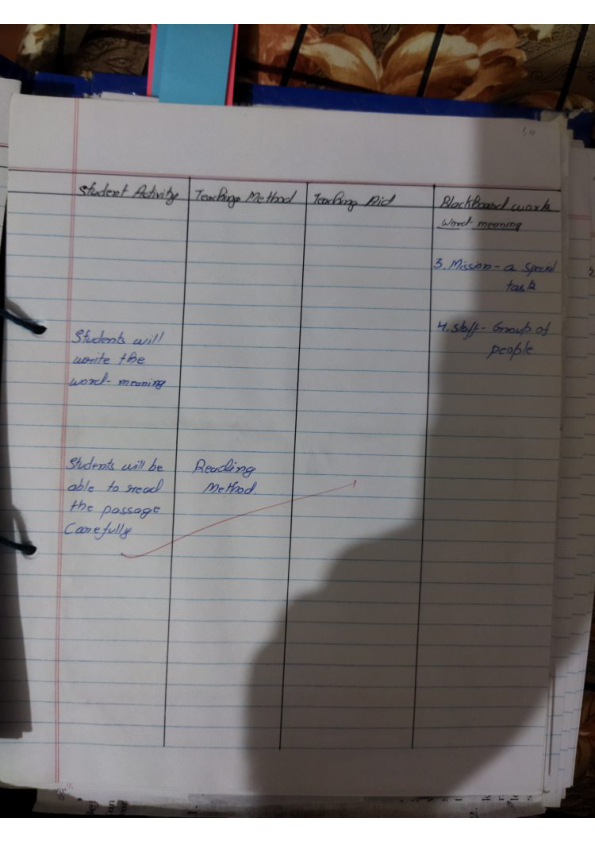 Student Activity Teaching Method Teaching Aid BlackBoard work
word-meaning
3. Mission - a special
task
4. staff - Group of
people
Students will
write the
word-meaning
Students will be
able to read
the passage
Carefully
Reading
Method